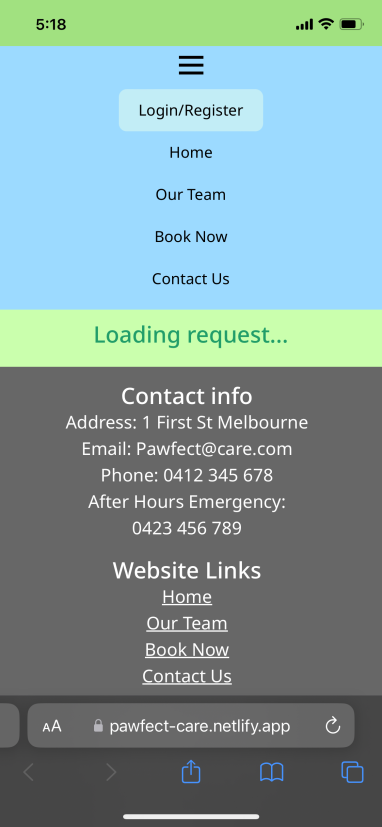 5:18
Login/Register
Home
Our Team
Book Now
Contact Us
Loading request...
Contact info
Address: 1 First St Melbourne
Email: Pawfect@care.com
Phone: 0412 345 678
After Hours Emergency:
0423 456 789
Website Links
Home
Our Team
Book Now
Contact Us
AA pawfect-care.netlify.app